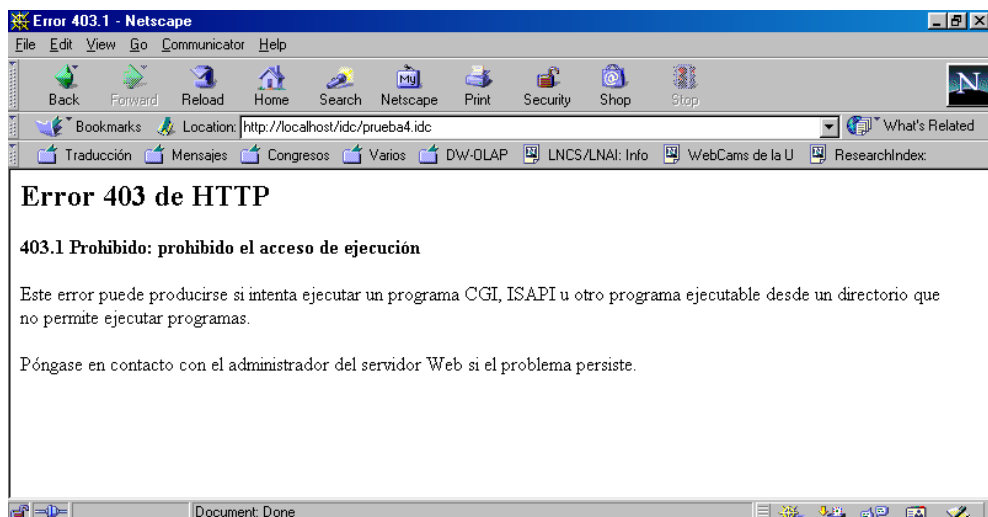 Error 403.1 - Netscape
File Edit View Go Communicator Help
Back Forward Reload Home Search My Netscape Print Security Shop Stop N
Bookmarks Location: http://localhost/idc/prueba4.idc What's Related
Traducción Mensajes Congresos Varios DW-OLAP LNCS/LNAI: Info WebCams de la U ResearchIndex:
Error 403 de HTTP
403.1 Prohibido: prohibido el acceso de ejecución
Este error puede producirse si intenta ejecutar un programa CGI, ISAPI u otro programa ejecutable desde un directorio que
no permite ejecutar programas.
Póngase en contacto con el administrador del servidor Web si el problema persiste.
Document: Done